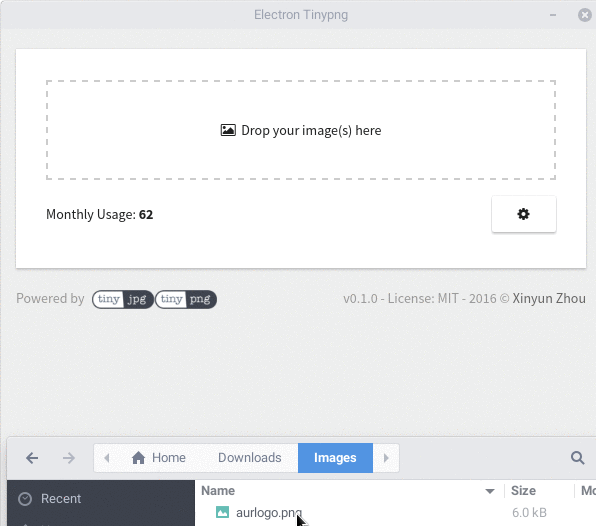 Electron Tinypng
Drop your image(s) here
Monthly Usage: 62
Powered by tiny jpg tiny png v0.1.0 - License: MIT - 2016 © Xinyun Zhou
Home Downloads Images
Recent
Name Size
aurlogo.png 6.0 kB